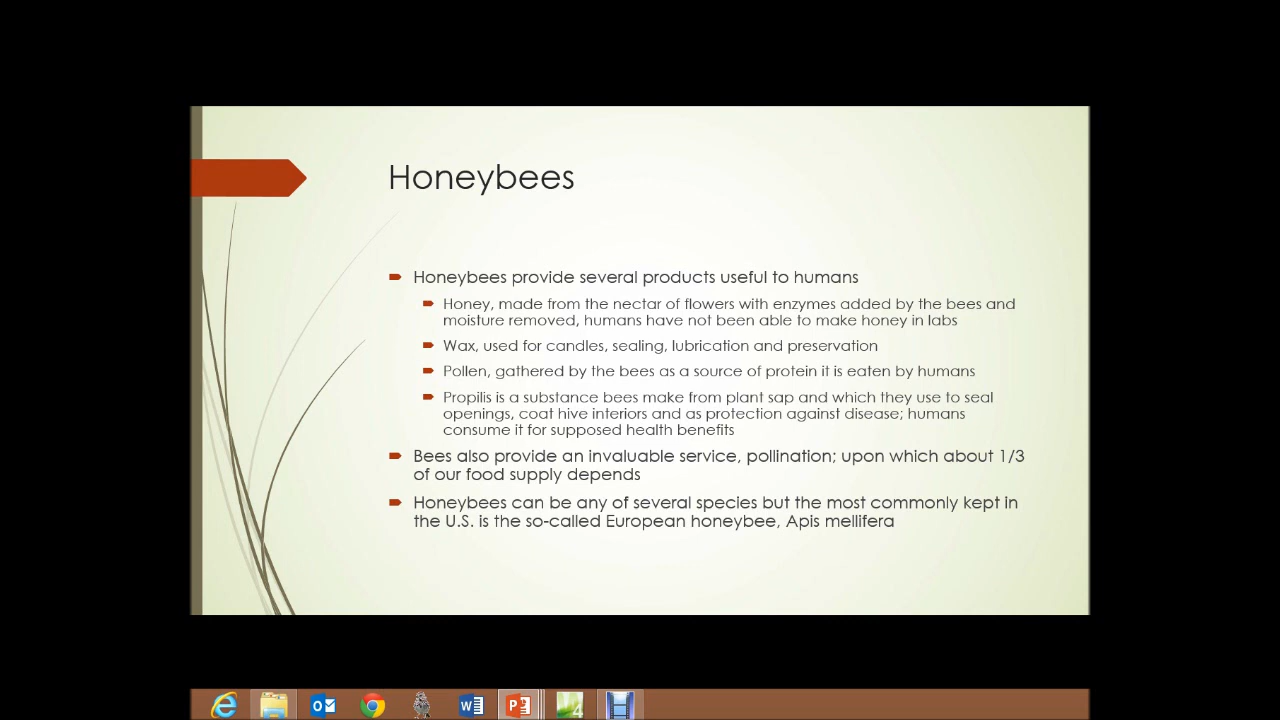 Honeybees
Honeybees provide several products useful to humans
Honey, made from the nectar of flowers with enzymes added by the bees and
moisture removed, humans have not been able to make honey in labs
Wax, used for candles, sealing, lubrication and preservation
Pollen, gathered by the bees as a source of protein it is eaten by humans
Propilis is a substance bees make from plant sap and which they use to seal
openings, coat hive interiors and as protection against disease; humans
consume it for supposed health benefits
Bees also provide an invaluable service, pollination; upon which about 1/3
of our food supply depends
Honeybees can be any of several species but the most commonly kept in
the U.S. is the so-called European honeybee, Apis mellifera